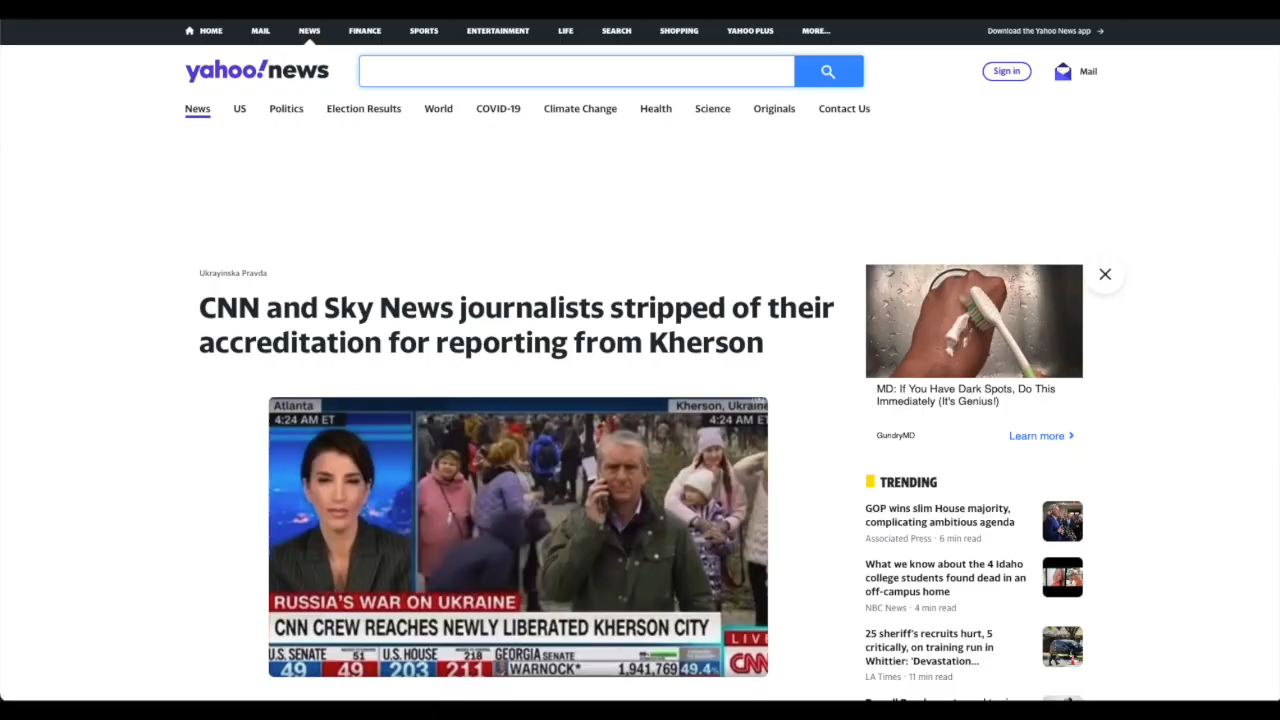 HOME MAIL NEWS FINANCE SPORTS ENTERTAINMENT LIFE SEARCH SHOPPING YAHOO PLUS MORE... Download the Yahoo News app →
yahoo!news
Sign in
Mail
News US Politics Election Results World COVID-19 Climate Change Health Science Originals Contact Us
Ukrayinska Pravda
CNN and Sky News journalists stripped of their
accreditation for reporting from Kherson
Atlanta
4:24 AM ET
Kherson, Ukraine
4:24 AM ET
RUSSIA'S WAR ON UKRAINE
CNN CREW REACHES NEWLY LIBERATED KHERSON CITY
LIVE
CNN
U.S. SENATE 51 U.S. HOUSE 218 GEORGIA SENATE
49 49 203 211 WARNOCK* 1,941,769 49.4%
MD: If You Have Dark Spots, Do This
Immediately (It's Genius!)
GundryMD
Learn more >
TRENDING
GOP wins slim House majority,
complicating ambitious agenda
Associated Press · 6 min read
What we know about the 4 Idaho
college students found dead in an
off-campus home
NBC News · 4 min read
25 sheriff's recruits hurt, 5
critically, on training run in
Whittier: 'Devastation...
LA Times · 11 min read